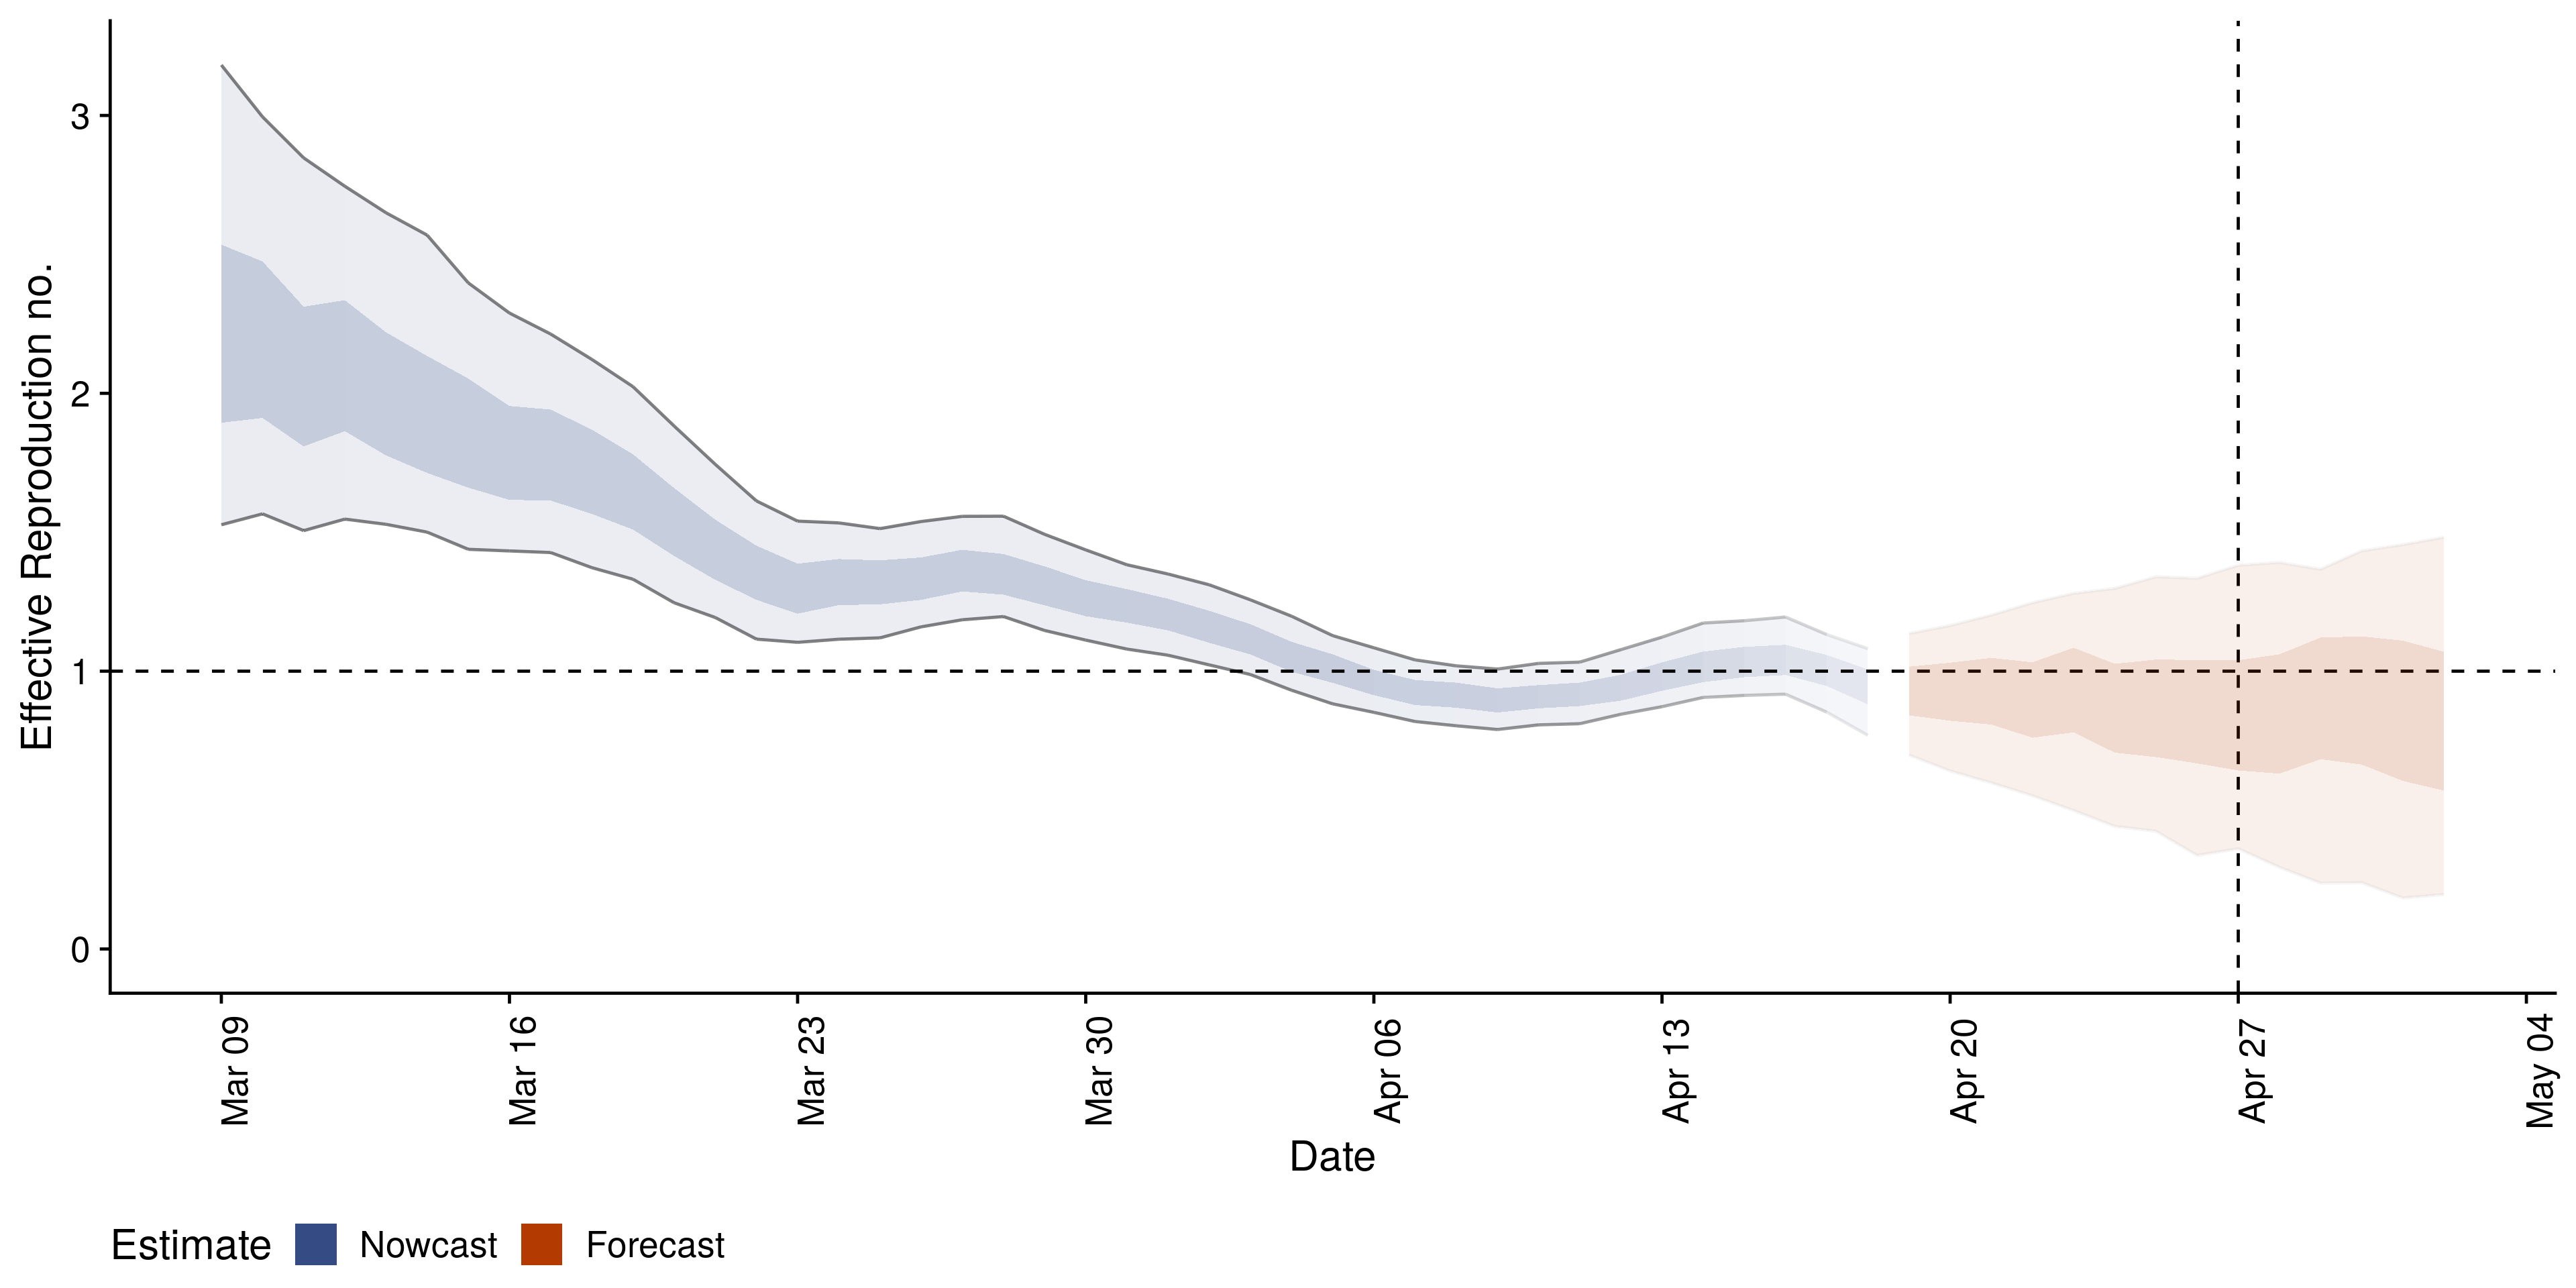 Effective Reproduction no.
3
2
1
0
Mar 09
Mar 16
Mar 23
Mar 30
Apr 06
Apr 13
Apr 20
Apr 27
May 04
Date
Estimate Nowcast Forecast